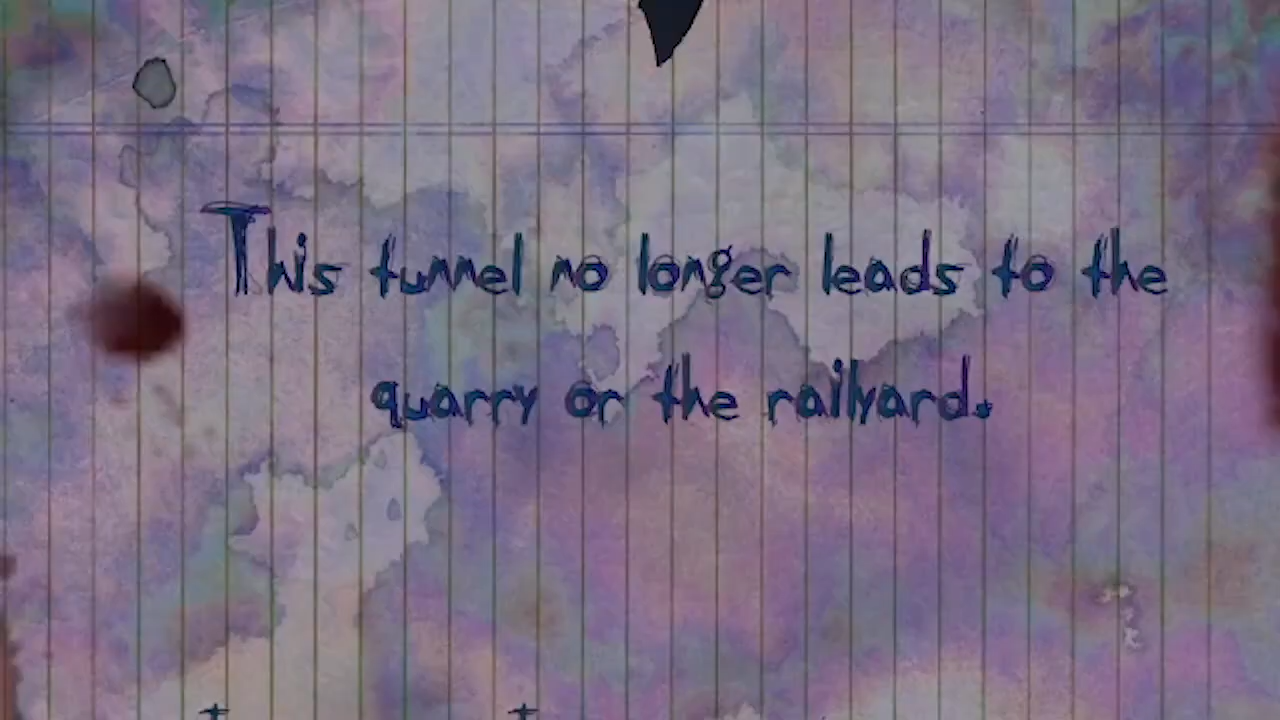 This tunnel no longer leads to the
quarry or the railyard.